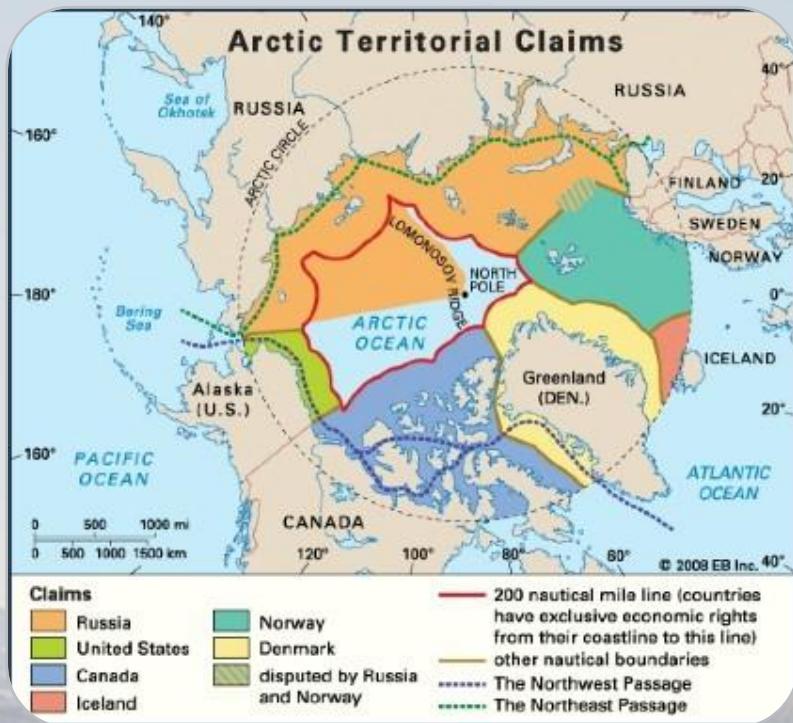 Arctic Territorial Claims
140°
40°
Sea of
Okhotsk
RUSSIA
RUSSIA
160°
ARCTIC CIRCLE
FINLAND
20°
SWEDEN
NORWAY
LOMONOSOV RIDGE
NORTH
POLE
180°
0°
Bering
Sea
ARCTIC
OCEAN
ICELAND
Alaska
(U.S.)
Greenland
(DEN.)
20°
160°
PACIFIC
OCEAN
ATLANTIC
OCEAN
CANADA
0 500 1000 mi
0 500 1000 1500 km
120°
100°
80°
60°
40°
© 2008 EB Inc.
Claims
Russia
United States
Canada
Iceland
Norway
Denmark
disputed by Russia
and Norway
200 nautical mile line (countries
have exclusive economic rights
from their coastline to this line)
other nautical boundaries
The Northwest Passage
The Northeast Passage